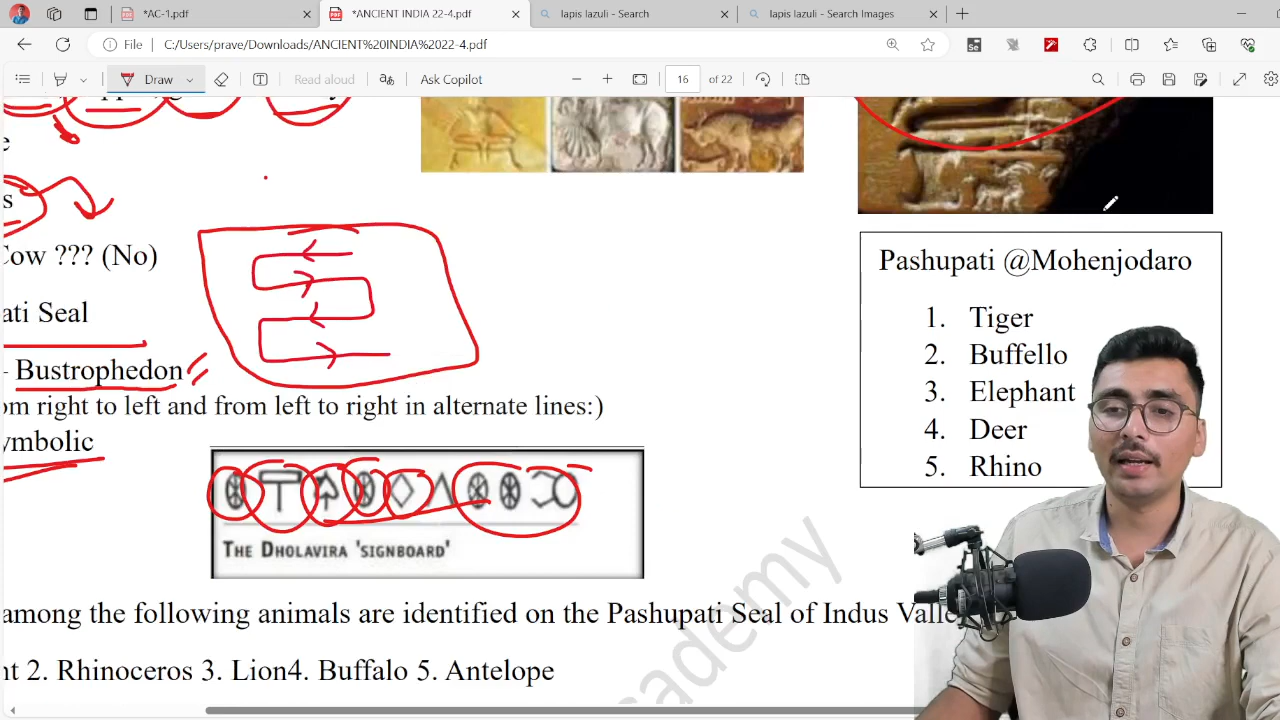 *AC-1.pdf
*ANCIENT INDIA 22-4.pdf
lapis lazuli - Search
lapis lazuli - Search Images
File
C:/Users/prave/Downloads/ANCIENT%20INDIA%2022-4.pdf
Draw
Read aloud
aあ
Ask Copilot
16 of 22
e
s
Cow ??? (No)
ati Seal
- Bustrophedon
om right to left and from left to right in alternate lines:)
ymbolic
THE DHOLAVIRA 'SIGNBOARD'
Pashupati @Mohenjodaro
1. Tiger
2. Buffello
3. Elephant
4. Deer
5. Rhino
among the following animals are identified on the Pashupati Seal of Indus Valle
nt 2. Rhinoceros 3. Lion4. Buffalo 5. Antelope
cademy